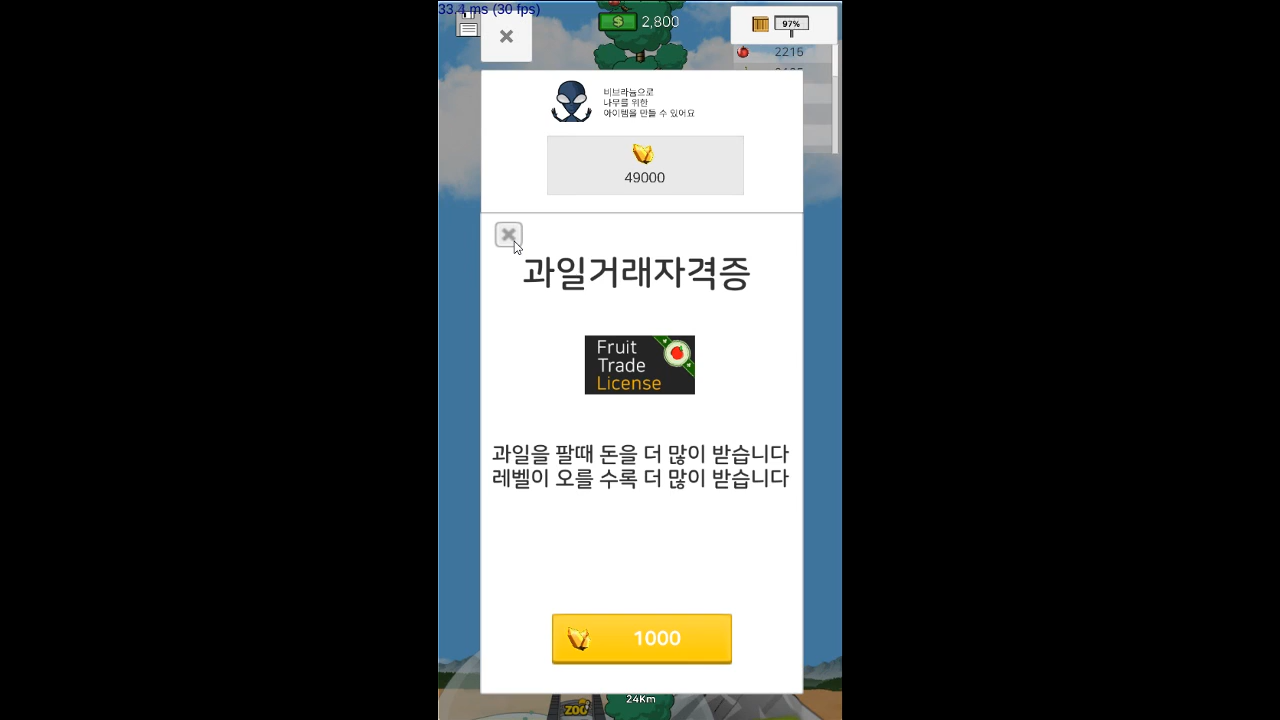 33.4 ms (30 fps)
2,800
97%
2216
비브라늄으로
나무를 위한
아이템을 만들 수 있어요
49000
과일거래자격증
Fruit
Trade
License
과일을 팔때 돈을 더 많이 받습니다
레벨이 오를 수록 더 많이 받습니다
1000
24Km
ZOO